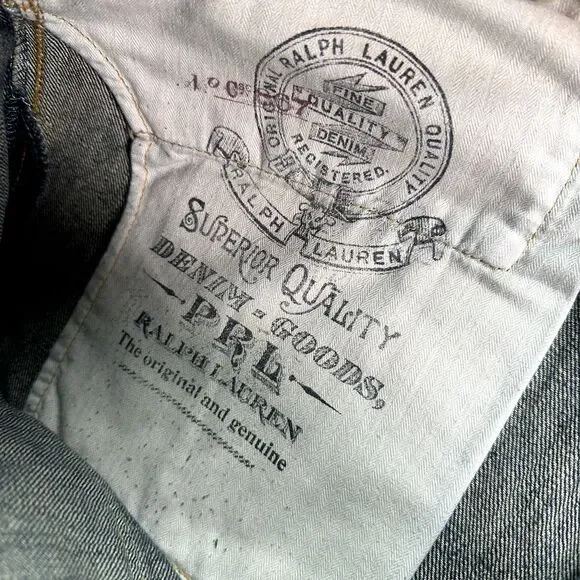 ORIGINAL RALPH LAUREN QUALITY
FINE
"QUALITY"
DENIM
REGISTERED.
RALPH LAUREN
SUPERIOR QUALITY
DENIM-GOODS,
PRL
RALPH LAUREN
The original and genuine